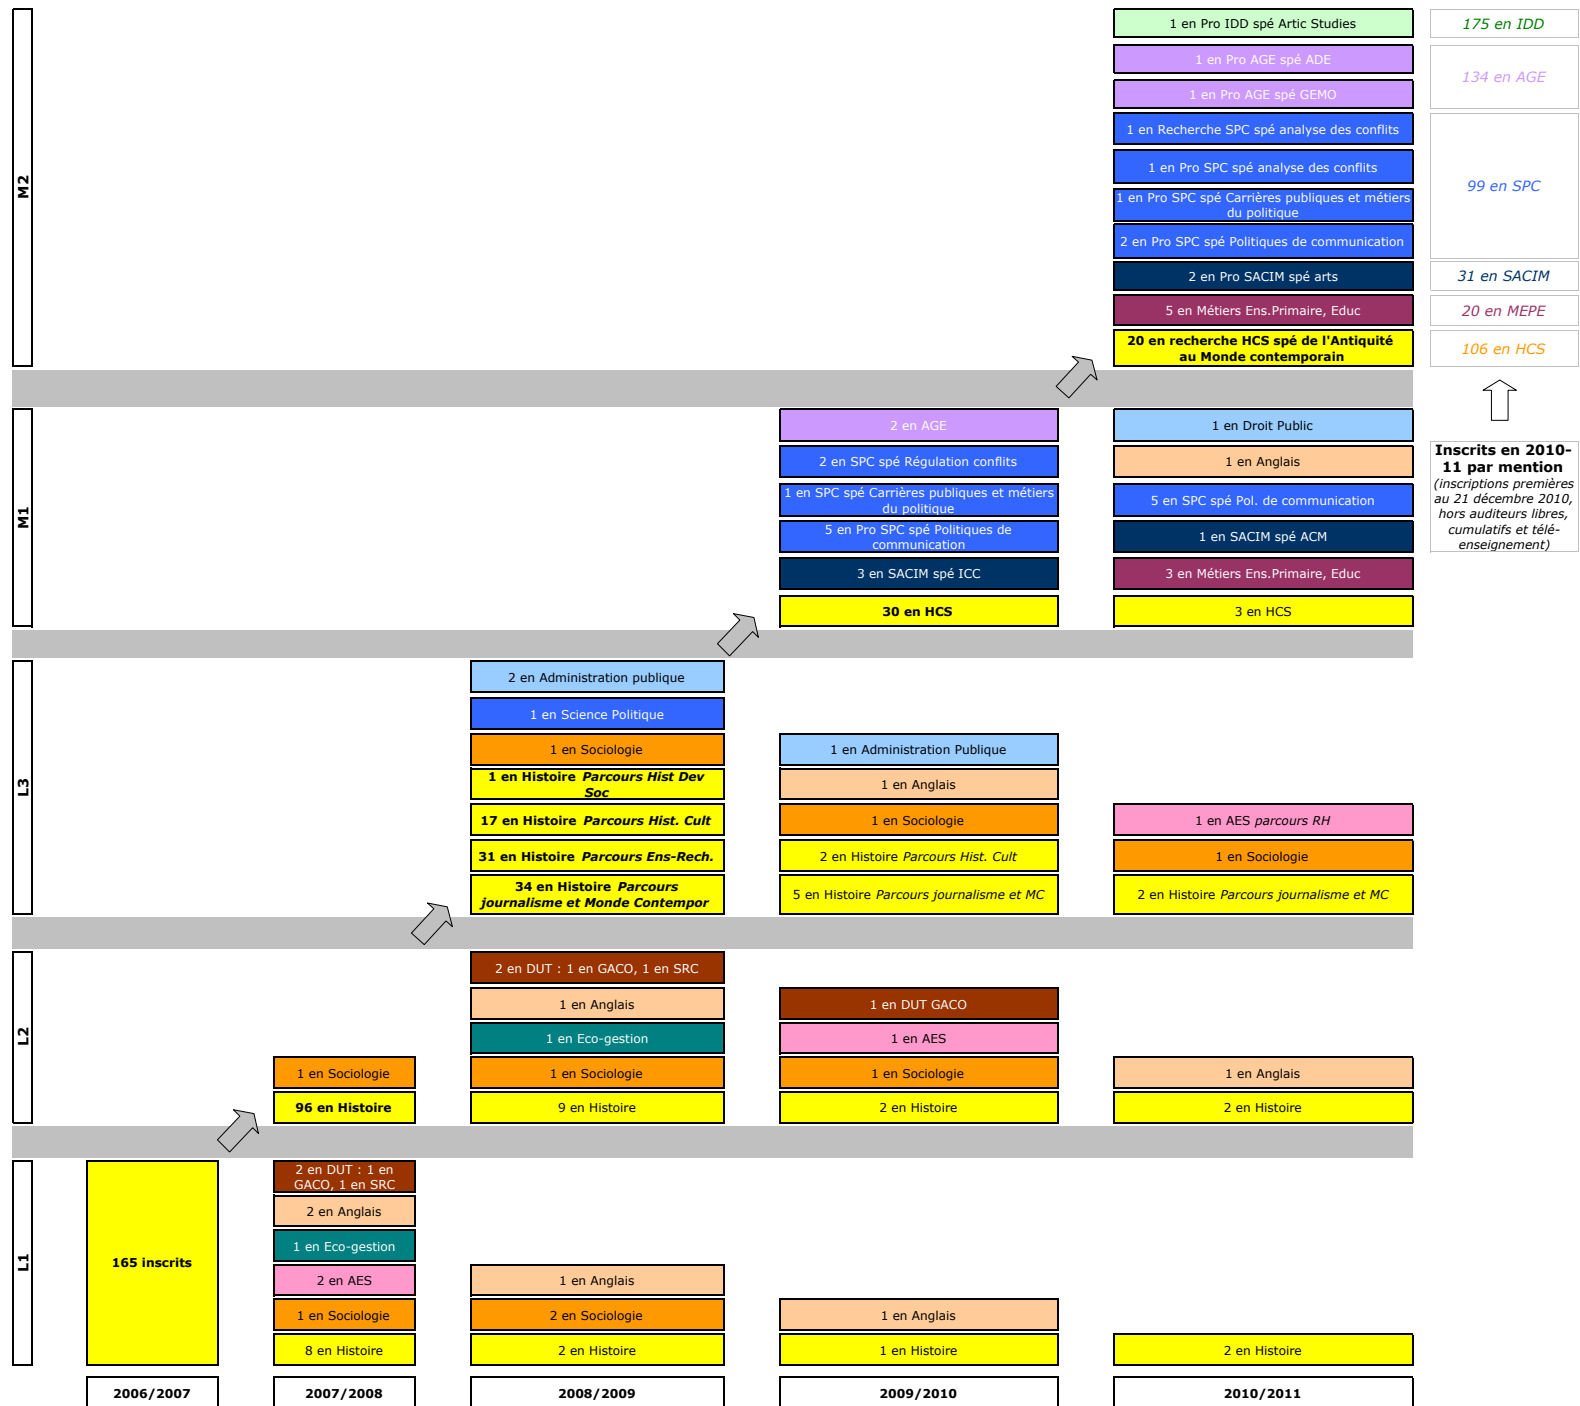 M2
1 en Pro IDD spé Artic Studies
1 en Pro AGE spé ADE
1 en Pro AGE spé GEMO
1 en Recherche SPC spé analyse des conflits
1 en Pro SPC spé analyse des conflits
1 en Pro SPC spé Carrières publiques et métiers
du politique
2 en Pro SPC spé Politiques de communication
2 en Pro SACIM spé arts
5 en Métiers Ens.Primaire, Educ
20 en recherche HCS spé de l'Antiquité
au Monde contemporain
175 en IDD
134 en AGE
99 en SPC
31 en SACIM
20 en MEPE
106 en HCS
Inscrits en 2010-
11 par mention
(inscriptions premières
au 21 décembre 2010,
hors auditeurs libres,
cumulatifs et télé-
enseignement)
M1
2 en AGE
2 en SPC spé Régulation conflits
1 en SPC spé Carrières publiques et métiers
du politique
5 en Pro SPC spé Politiques de
communication
3 en SACIM spé ICC
30 en HCS
1 en Droit Public
1 en Anglais
5 en SPC spé Pol. de communication
1 en SACIM spé ACM
3 en Métiers Ens.Primaire, Educ
3 en HCS
L3
2 en Administration publique
1 en Science Politique
1 en Sociologie
1 en Histoire Parcours Hist Dev
Soc
17 en Histoire Parcours Hist. Cult
31 en Histoire Parcours Ens-Rech.
34 en Histoire Parcours
journalisme et Monde Contempor
1 en Administration Publique
1 en Anglais
1 en Sociologie
2 en Histoire Parcours Hist. Cult
5 en Histoire Parcours journalisme et MC
1 en AES parcours RH
1 en Sociologie
2 en Histoire Parcours journalisme et MC
L2
1 en Sociologie
96 en Histoire
2 en DUT : 1 en GACO, 1 en SRC
1 en Anglais
1 en Eco-gestion
1 en Sociologie
9 en Histoire
1 en DUT GACO
1 en AES
1 en Sociologie
2 en Histoire
1 en Anglais
2 en Histoire
L1
165 inscrits
2 en DUT : 1 en
GACO, 1 en SRC
2 en Anglais
1 en Eco-gestion
2 en AES
1 en Sociologie
8 en Histoire
1 en Anglais
2 en Sociologie
2 en Histoire
1 en Anglais
1 en Histoire
2 en Histoire
2006/2007
2007/2008
2008/2009
2009/2010
2010/2011